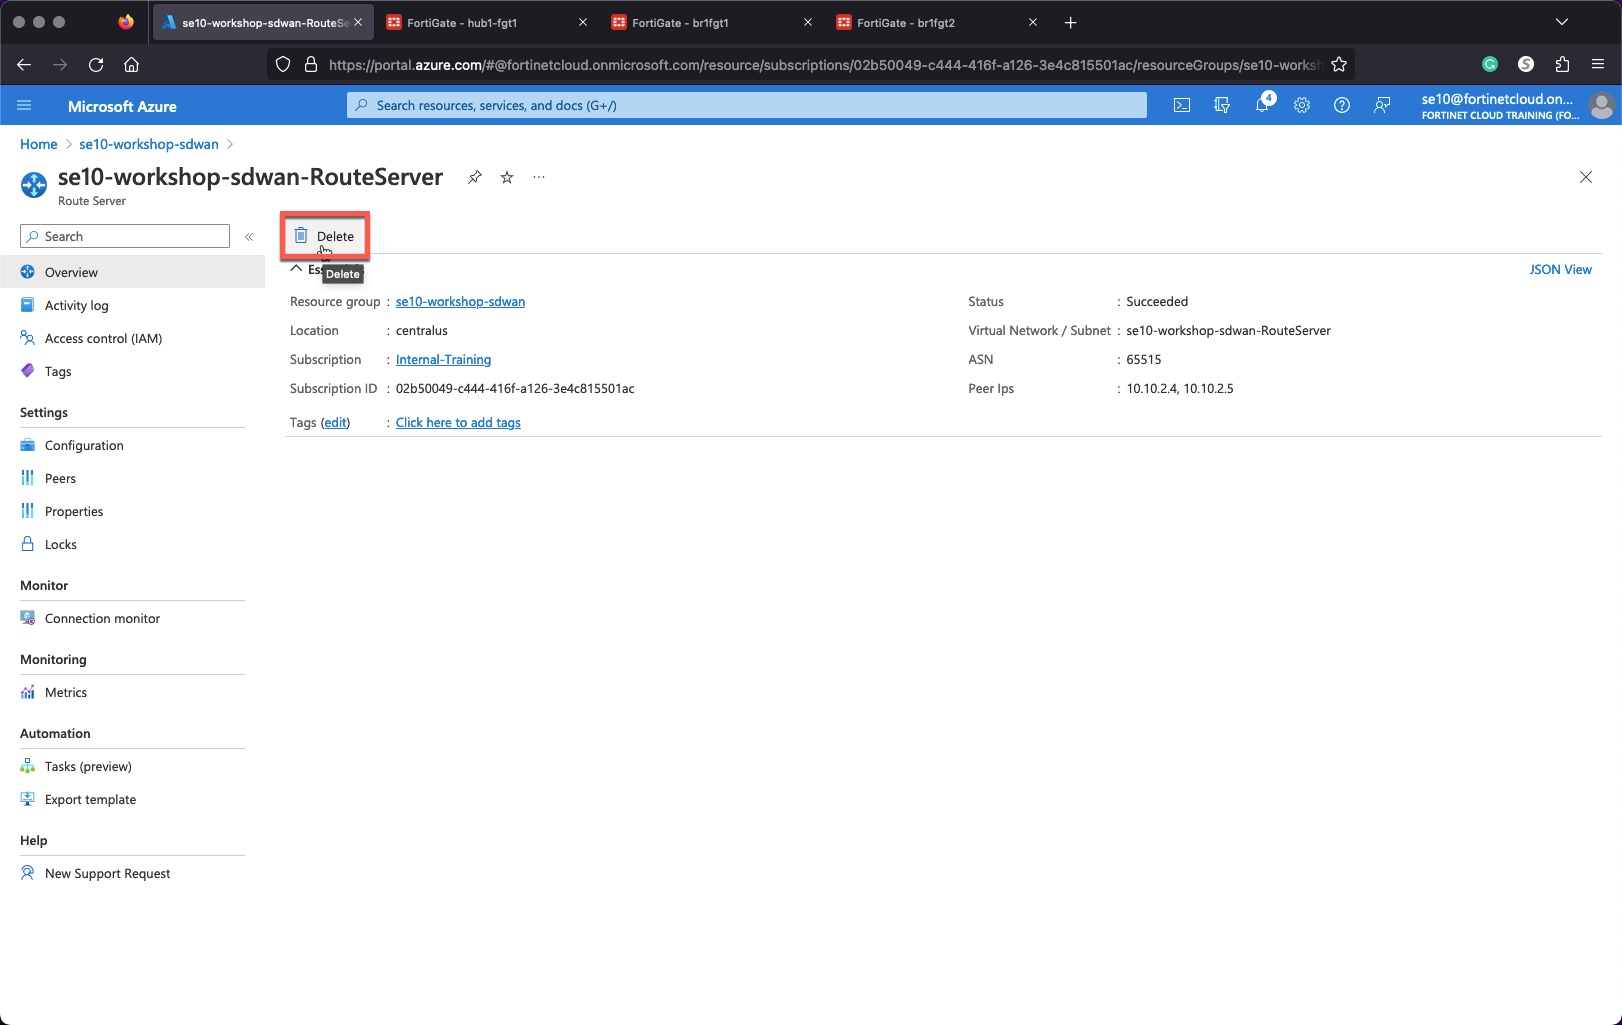 se10-workshop-sdwan-RouteSe
FortiGate - hub1-fgt1
FortiGate - br1fgt1
FortiGate - br1fgt2
https://portal.azure.com/#@fortinetcloud.onmicrosoft.com/resource/subscriptions/02b50049-c444-416f-a126-3e4c815501ac/resourceGroups/se10-worksh
Microsoft Azure
Search resources, services, and docs (G+/)
4
se10@fortinetcloud.on...
FORTINET CLOUD TRAINING (FO...
Home > se10-workshop-sdwan >
se10-workshop-sdwan-RouteServer
...
Route Server
Search
«
Delete
Delete
Overview
Activity log
Access control (IAM)
Tags
Settings
Configuration
Peers
Properties
Locks
Monitor
Connection monitor
Monitoring
Metrics
Automation
Tasks (preview)
Export template
Help
New Support Request
JSON View
Resource group : se10-workshop-sdwan
Location : centralus
Subscription : Internal-Training
Subscription ID : 02b50049-c444-416f-a126-3e4c815501ac
Tags (edit) : Click here to add tags
Status : Succeeded
Virtual Network / Subnet : se10-workshop-sdwan-RouteServer
ASN : 65515
Peer Ips : 10.10.2.4, 10.10.2.5